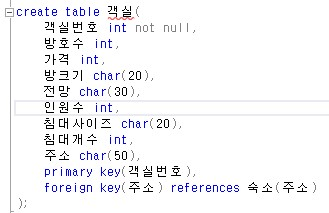 create table 객실(
객실번호 int not null,
방호수 int,
가격 int,
방크기 char(20),
전망 char(30),
인원수 int,
침대사이즈 char(20),
침대개수 int,
주소 char(50),
primary key(객실번호),
foreign key(주소) references 숙소(주소)
);